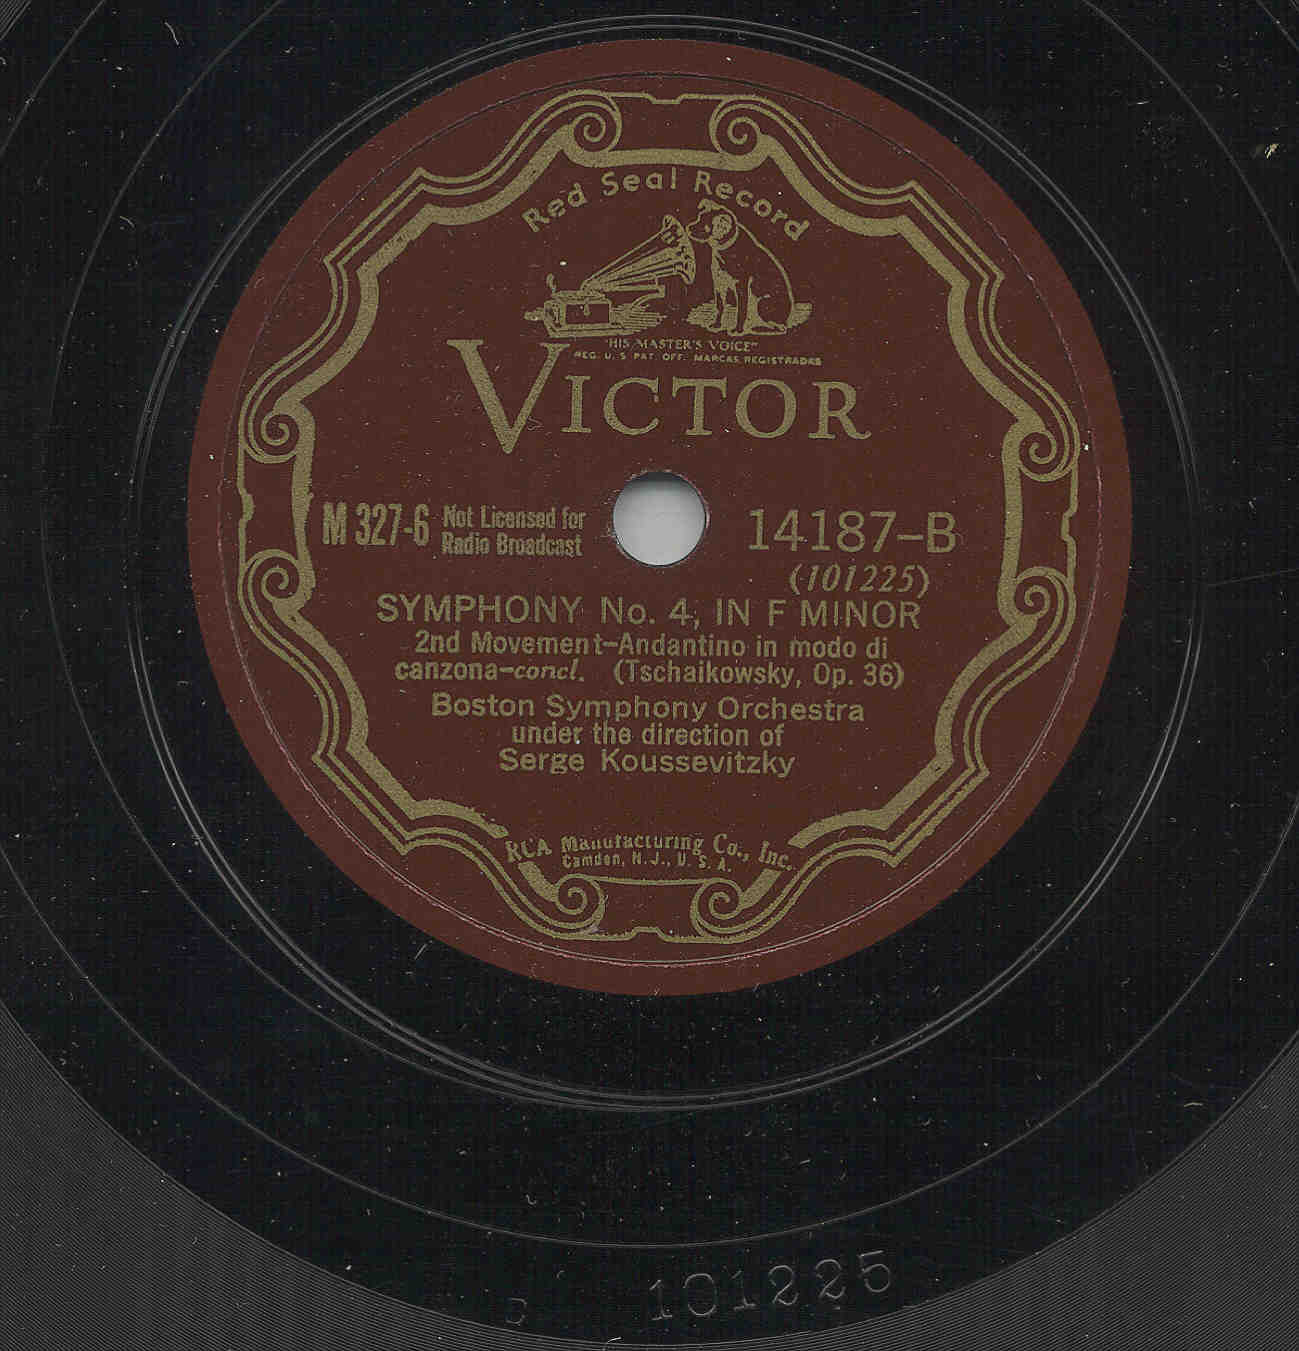 Red Seal Record
"HIS MASTER'S VOICE"
REG. U. S. PAT. OFF. MARCAS REGISTRADAS
VICTOR
M 327-6 Not Licensed for
Radio Broadcast
14187-B
(101225)
SYMPHONY No. 4, IN F MINOR
2nd Movement-Andantino in modo di
canzona-concl. (Tschaikowsky, Op. 36)
Boston Symphony Orchestra
under the direction of
Serge Koussevitzky
RCA Manufacturing Co., Inc.
Camden, N. J., U. S. A.
101225